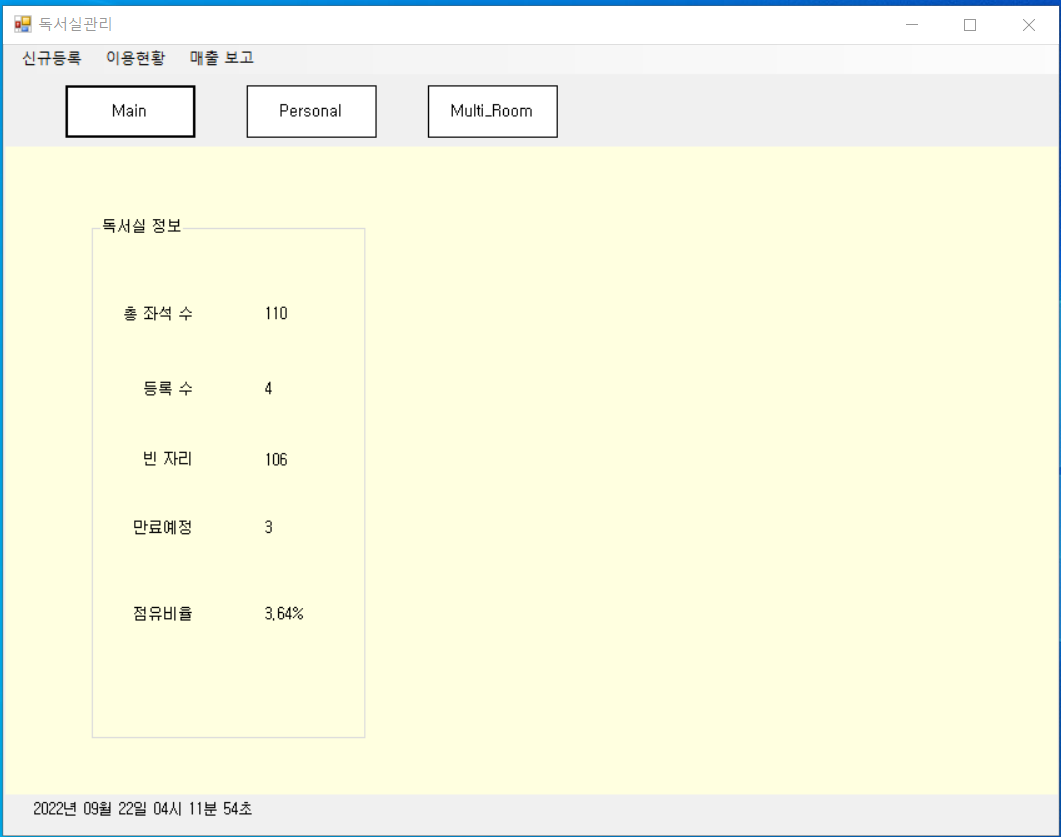 독서실관리
신규등록 이용현황 매출 보고
Main Personal Multi_Room
독서실 정보
총 좌석 수 110
등록 수 4
빈 자리 106
만료예정 3
점유비율 3.64%
2022년 09월 22일 04시 11분 54초